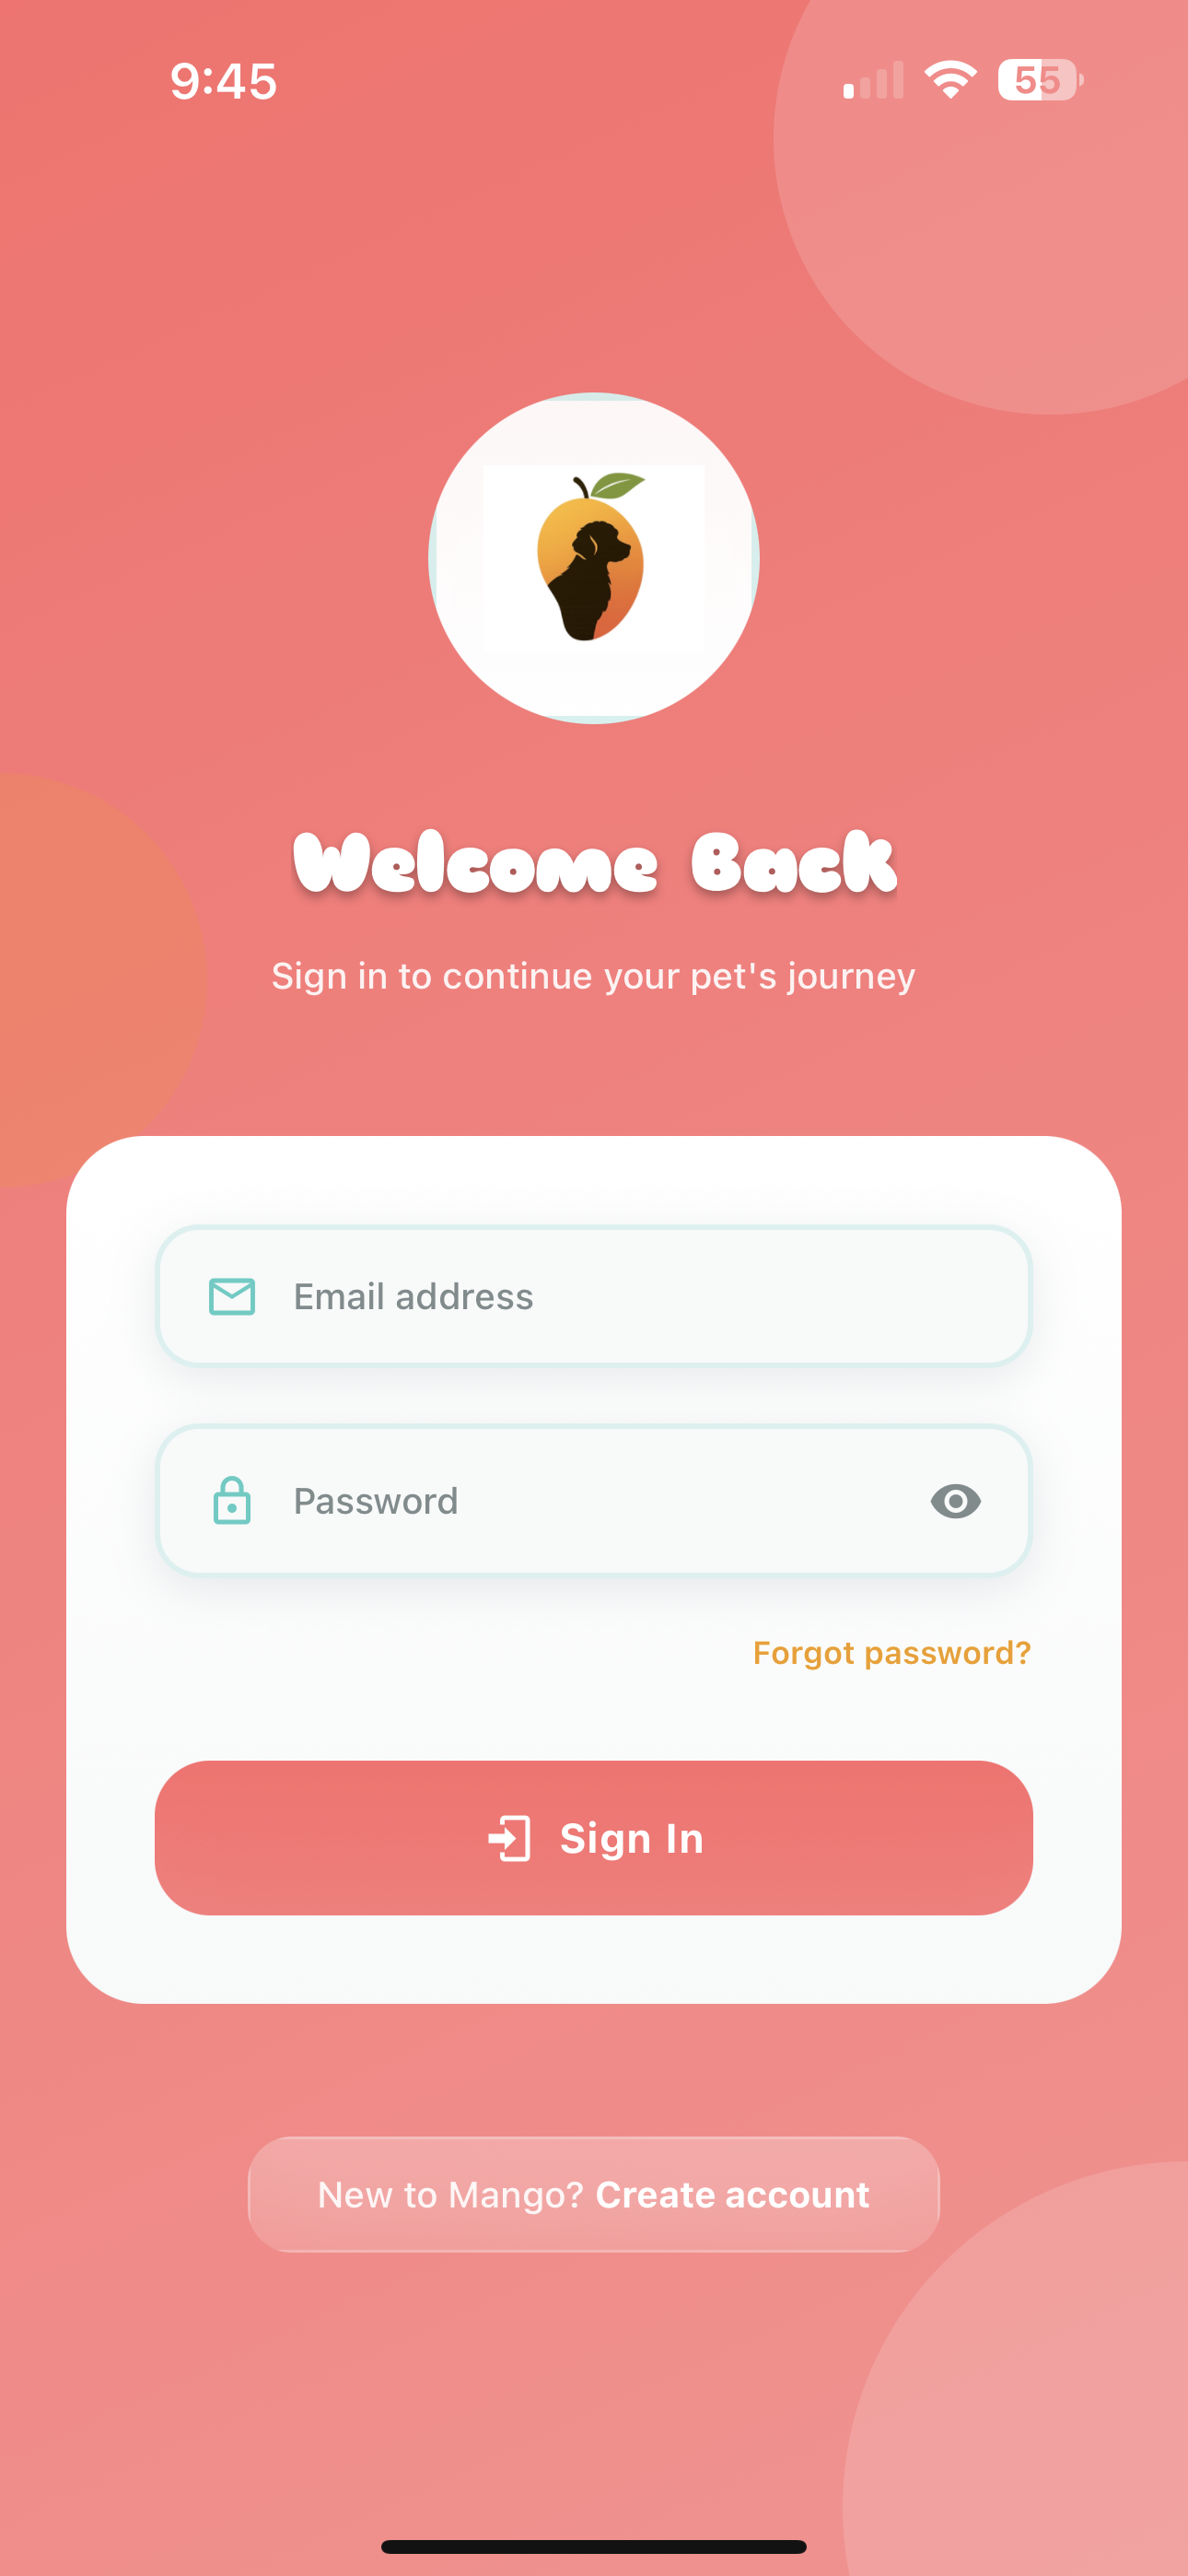 9:45
55
Welcome Back
Sign in to continue your pet's journey
Email address
Password
Forgot password?
Sign In
New to Mango? Create account